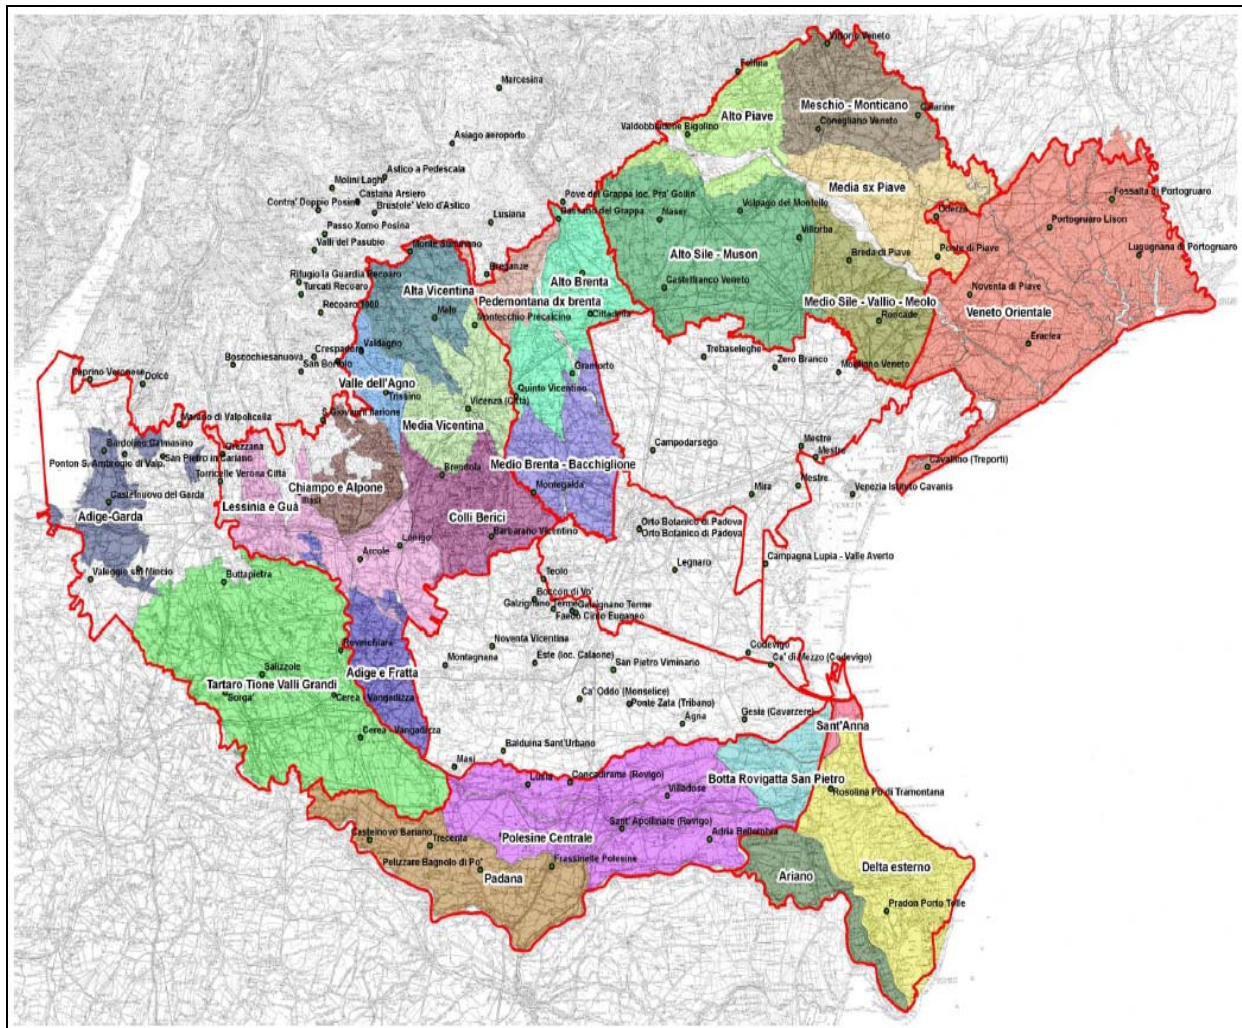 Vittorio Veneto
Farina
Marcesina
Alto Piave
Meschio - Monticano
Conegliano Veneto
Valdobbiadene Bigolino
Asiago aeroporto
Astico a Pedescala
Molini Laghi
Castana Arsiero
Contra' Doppio Posina
Brustole' Velo d'Astico
Media sx Piave
Pove del Grappa loc. Pra' Gollin
Bassano del Grappa
Fossalta di Portogruaro
Lusiana
Maser
Volpago del Montello
Oderzo
Portogruaro Lison
Passo Xomo Posina
Villorba
Valli del Pasubio
Monte Summano
Alto Sile - Muson
Breda di Piave
Ponte di Piave
Lugugnana di Portogruaro
Rifugio la Guardia Recoaro
Turcati Recoaro
Breganze
Alto Brenta
Alta Vicentina
Castelfranco Veneto
Noventa di Piave
Recoaro 1000
Pedemontana dx brenta
Medio Sile - Vallio - Meolo
Malo
Montecchio Precalcino
Cittadella
Roncade
Veneto Orientale
Eraclea
Valdagno
Crespadoro
Boscochiesanuova
San Bortolo
Trebaseleghe
Zero Branco
Mogliano Veneto
Caprino Veronese
Dolcè
Valle dell'Agno
Trissino
Grantorto
Quinto Vicentino
Vicenza (Città)
Marano di Valpolicella
S.Giovanni Ilarione
Media Vicentina
Bardolino Calmasino
Grezzana
Campodarsego
Mestre
Mestre
Ponton S. Ambrogio di Valp.
San Pietro in Cariano
Medio Brenta - Bacchiglione
Cavallino (Treporti)
Torricelle Verona Città
Brendola
Chiampo e Alpone
Mestre
Castelnuovo del Garda
Lessinia e Guà
Illasi
Montegalda
Mira
Venezia Istituto Cavanis
Adige-Garda
Colli Berici
Orto Botanico di Padova
Orto Botanico di Padova
Barbarano Vicentino
Lonigo
Arcole
Campagna Lupia - Valle Averto
Valeggio sul Mincio
Buttapietra
Teolo
Legnaro
Boccon di Vo'
Galzignano Terme
Galzignano Terme
Faedo Cinto Euganeo
Roverchiara
Noventa Vicentina
Codevigo
Montagnana
Este (loc. Calaone)
San Pietro Viminario
Ca' di Mezzo (Codevigo)
Salizzole
Adige e Fratta
Tartaro Tione Valli Grandi
Sorga'
Cerea - Vangadizza
Ca' Oddo (Monselice)
Ponte Zata (Tribano)
Agna
Gesia (Cavarzere)
Sant'Anna
Cerea - Vangadizza
Balduina Sant'Urbano
Masi
Lusia
Concadirame (Rovigo)
Botta Rovigatta San Pietro
Villadose
Rosolina Po di Tramontana
Castelnovo Bariano
Sant' Apollinare (Rovigo)
Polesine Centrale
Adria Bellombra
Trecenta
Pelizzare Bagnolo di Po'
Frassinelle Polesine
Padana
Ariano
Delta esterno
Pradon Porto Tolle